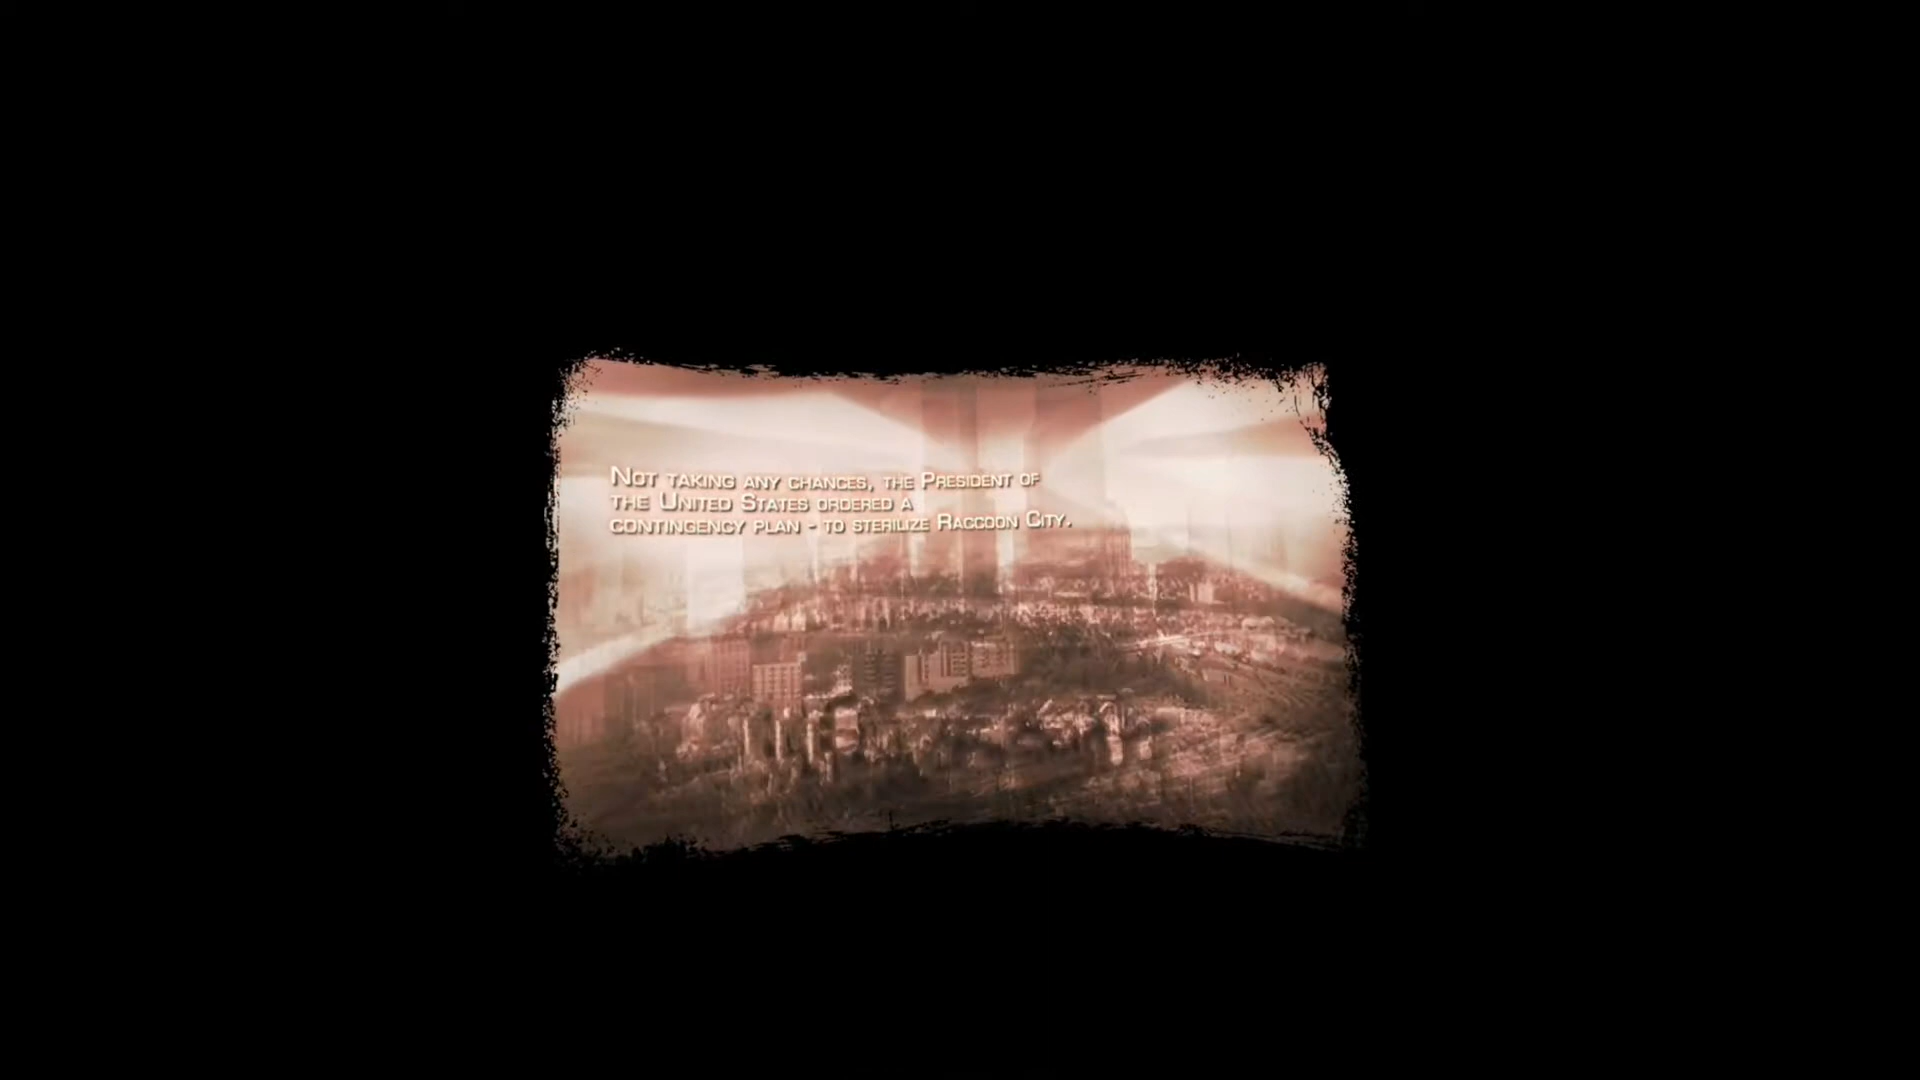 Not taking any chances, the President of
the United States ordered a
contingency plan - to sterilize Raccoon City.